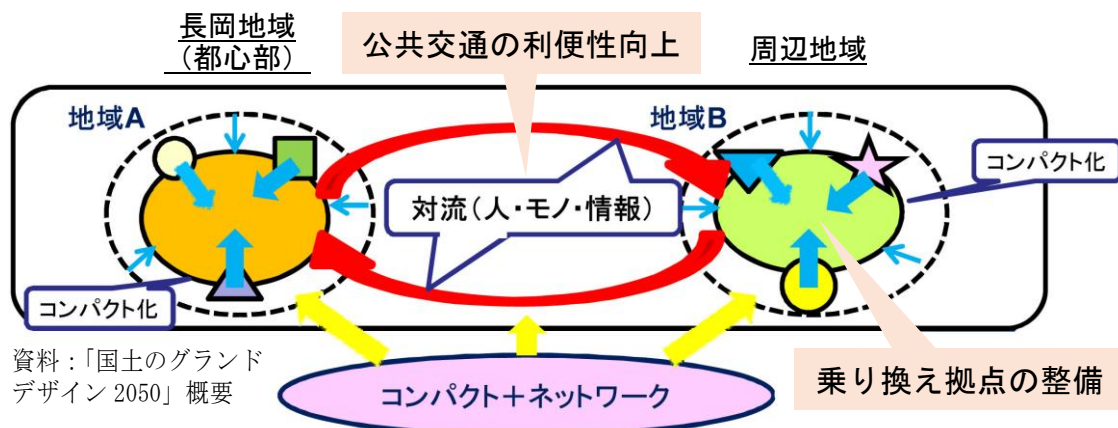 長岡地域
（都心部）
公共交通の利便性向上
周辺地域
地域A
地域B
コンパクト化
対流（人・モノ・情報）
コンパクト化
資料：「国土のグランド
デザイン 2050」概要
コンパクト＋ネットワーク
乗り換え拠点の整備